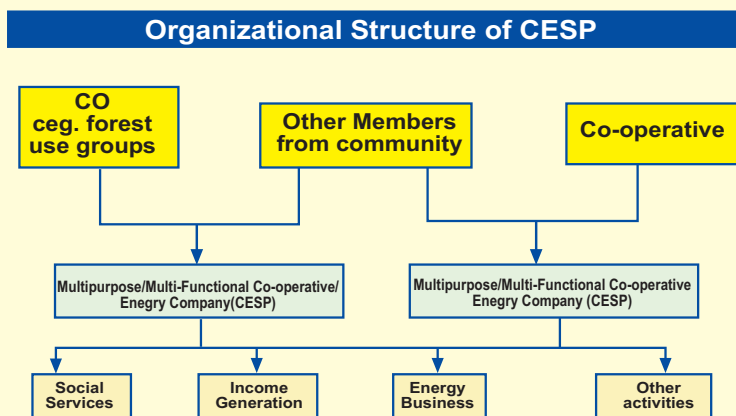 Organizational Structure of CESP
CO
ceg. forest
use groups
Other Members
from community
Co-operative
Multipurpose/Multi-Functional Co-operative/
Enegry Company(CESP)
Multipurpose/Multi-Functional Co-operative
Enegry Company (CESP)
Social
Services
Income
Generation
Energy
Business
Other
activities